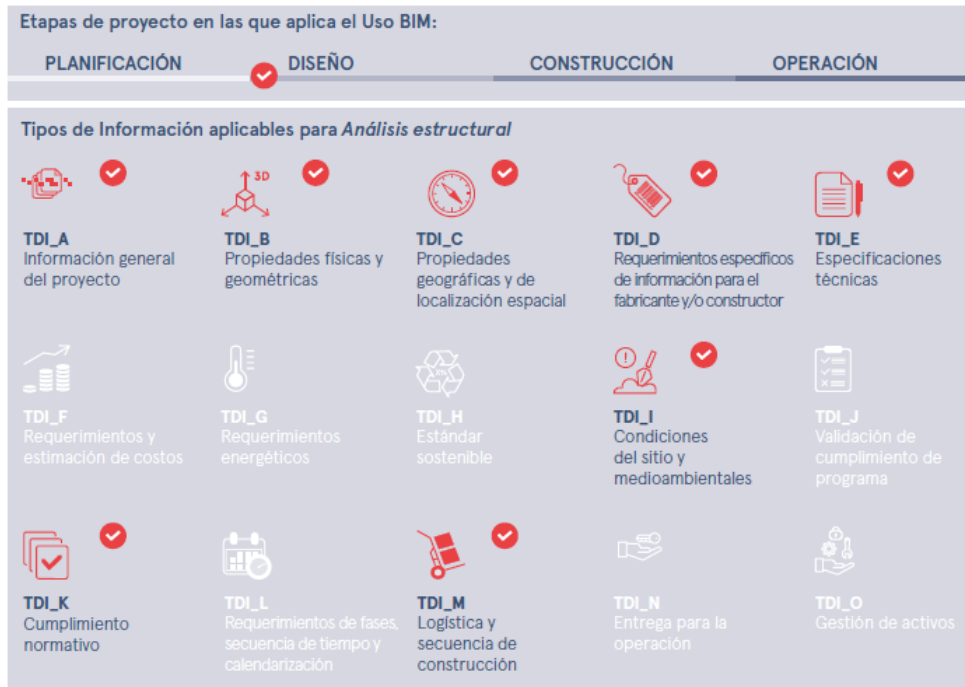 Etapas de proyecto en las que aplica el Uso BIM:
PLANIFICACIÓN
DISEÑO
CONSTRUCCIÓN
OPERACIÓN
Tipos de Información aplicables para Análisis estructural
TDI_A
Información general
del proyecto
3D
TDI_B
Propiedades físicas y
geométricas
TDI_C
Propiedades
geográficas y de
localización espacial
TDI_D
Requerimientos específicos
de información para el
fabricante y/o constructor
TDI_E
Especificaciones
técnicas
TDI_F
Requerimientos y
estimación de costos
TDI_G
Requerimientos
energéticos
TDI_H
Estándar
sostenible
TDI_I
Condiciones
del sitio y
medioambientales
TDI_J
Validación de
cumplimiento de
programa
TDI_K
Cumplimiento
normativo
TDI_L
Requerimientos de fases,
secuencia de tiempo y
calendarización
TDI_M
Logística y
secuencia de
construcción
TDI_N
Entrega para la
operación
TDI_O
Gestión de activos